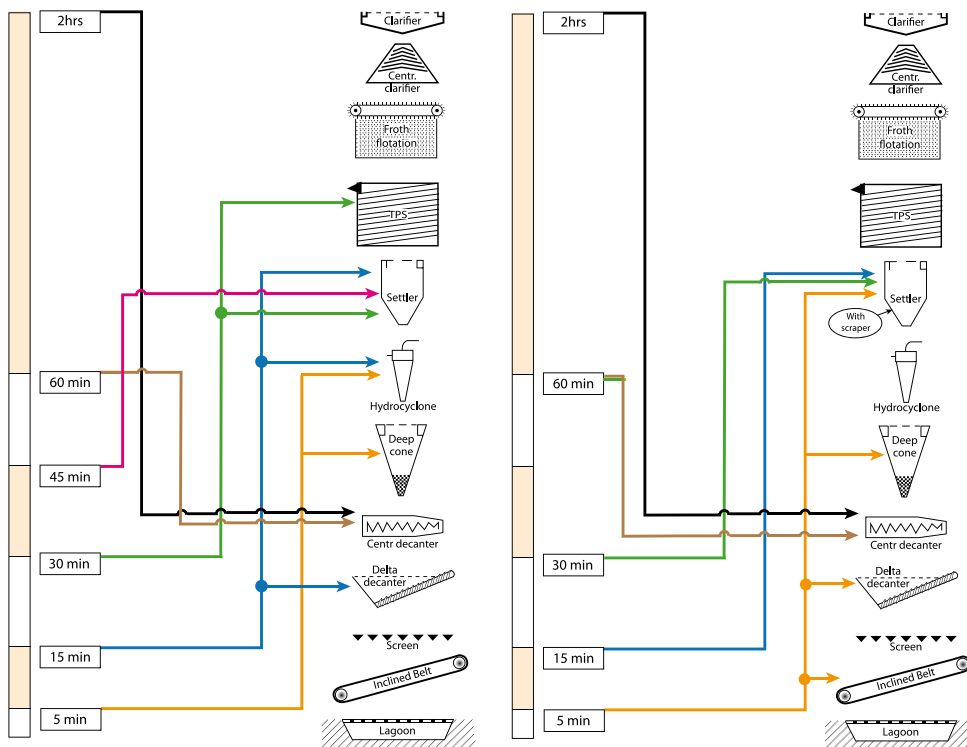 2hrs
Clarifier
Centr.
clarifier
Froth
flotation
TPS
Settler
60 min
Hydrocyclone
Deep
cone
45 min
Centr decanter
30 min
Delta
decanter
Screen
15 min
Inclined Belt
5 min
Lagoon
2hrs
Clarifier
Centr.
clarifier
Froth
flotation
TPS
Settler
With
scraper
60 min
Hydrocyclone
Deep
cone
Centr decanter
30 min
Delta
decanter
Screen
15 min
Inclined Belt
5 min
Lagoon